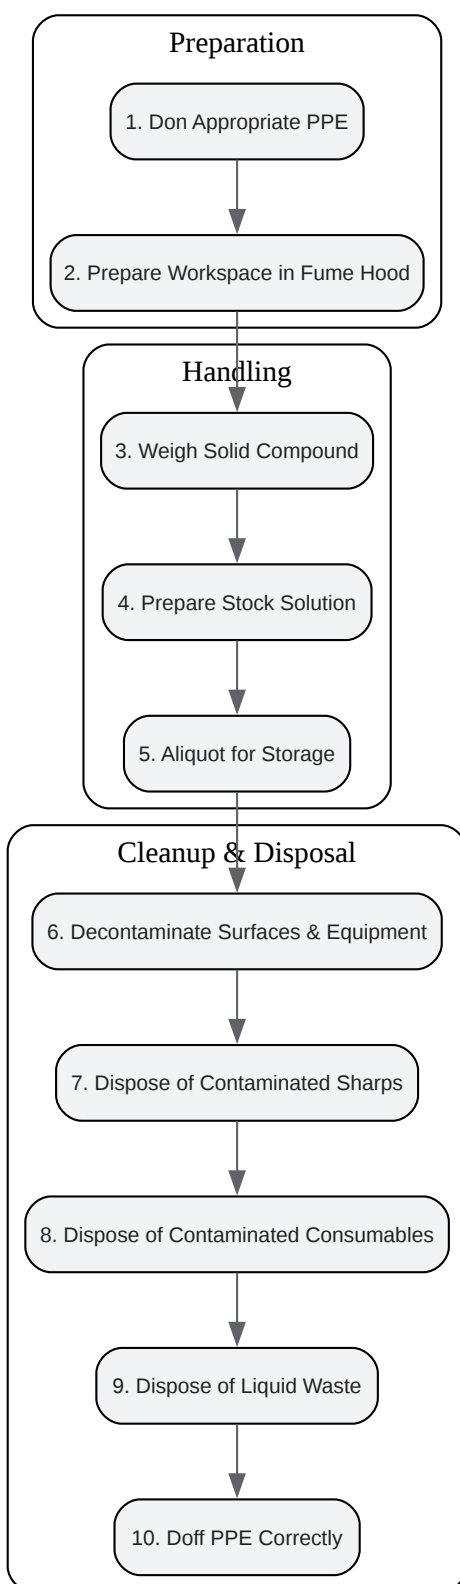 Preparation
1. Don Appropriate PPE
2. Prepare Workspace in Fume Hood
Handling
3. Weigh Solid Compound
4. Prepare Stock Solution
5. Aliquot for Storage
Cleanup & Disposal
6. Decontaminate Surfaces & Equipment
7. Dispose of Contaminated Sharps
8. Dispose of Contaminated Consumables
9. Dispose of Liquid Waste
10. Doff PPE Correctly